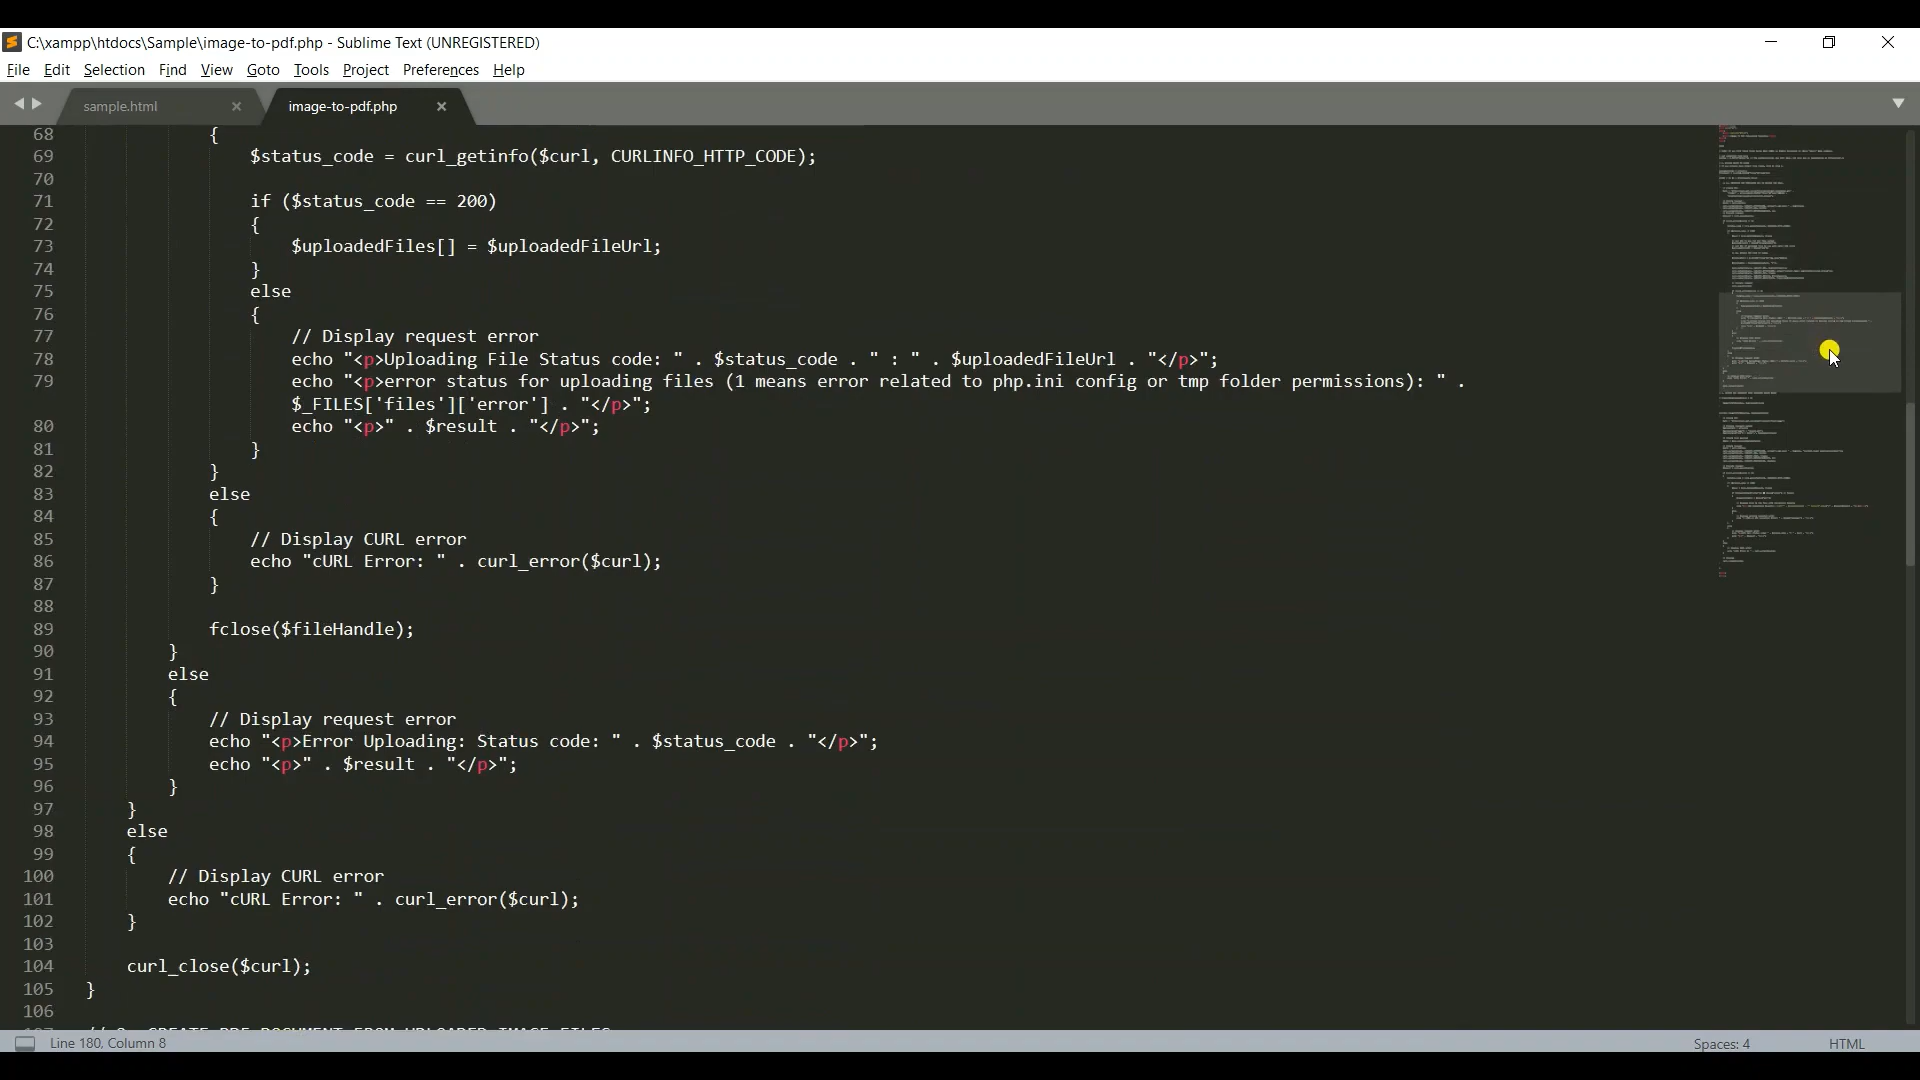 C:\xampp\htdocs\Sample\image-to-pdf.php - Sublime Text (UNREGISTERED)
File Edit Selection Find View Goto Tools Project Preferences Help
sample.html image-to-pdf.php
68 {
69 $status_code = curl_getinfo($curl, CURLINFO_HTTP_CODE);
70
71 if ($status_code == 200)
72 {
73 $uploadedFiles[] = $uploadedFileUrl;
74 }
75 else
76 {
77 // Display request error
78 echo "<p>Uploading File Status code: " . $status_code . " : " . $uploadedFileUrl . "</p>";
79 echo "<p>error status for uploading files (1 means error related to php.ini config or tmp folder permissions): " .
$_FILES['files']['error'] . "</p>";
80 echo "<p>" . $result . "</p>";
81 }
82 }
83 else
84 {
85 // Display CURL error
86 echo "cURL Error: " . curl_error($curl);
87 }
88
89 fclose($fileHandle);
90 }
91 else
92 {
93 // Display request error
94 echo "<p>Error Uploading: Status code: " . $status_code . "</p>";
95 echo "<p>" . $result . "</p>";
96 }
97 }
98 else
99 {
100 // Display CURL error
101 echo "cURL Error: " . curl_error($curl);
102 }
103
104 curl_close($curl);
105 }
106
Line 180, Column 8 Spaces: 4 HTML